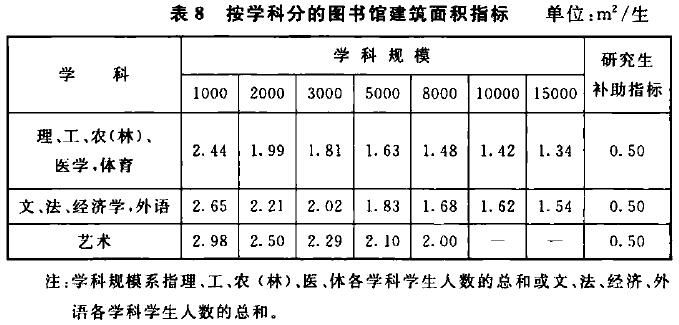 表8 按学科分的图书馆建筑面积指标 单位:m²/生
学科 学科规模 研究生补助指标
1000 2000 3000 5000 8000 10000 15000
理、工、农(林)、
医学,体育 2.44 1.99 1.81 1.63 1.48 1.42 1.34 0.50
文、法、经济学,外语 2.65 2.21 2.02 1.83 1.68 1.62 1.54 0.50
艺术 2.98 2.50 2.29 2.10 2.00 — — 0.50
注:学科规模系指理、工、农(林)、医、体各学科学生人数的总和或文、法、经济、外
语各学科学生人数的总和。